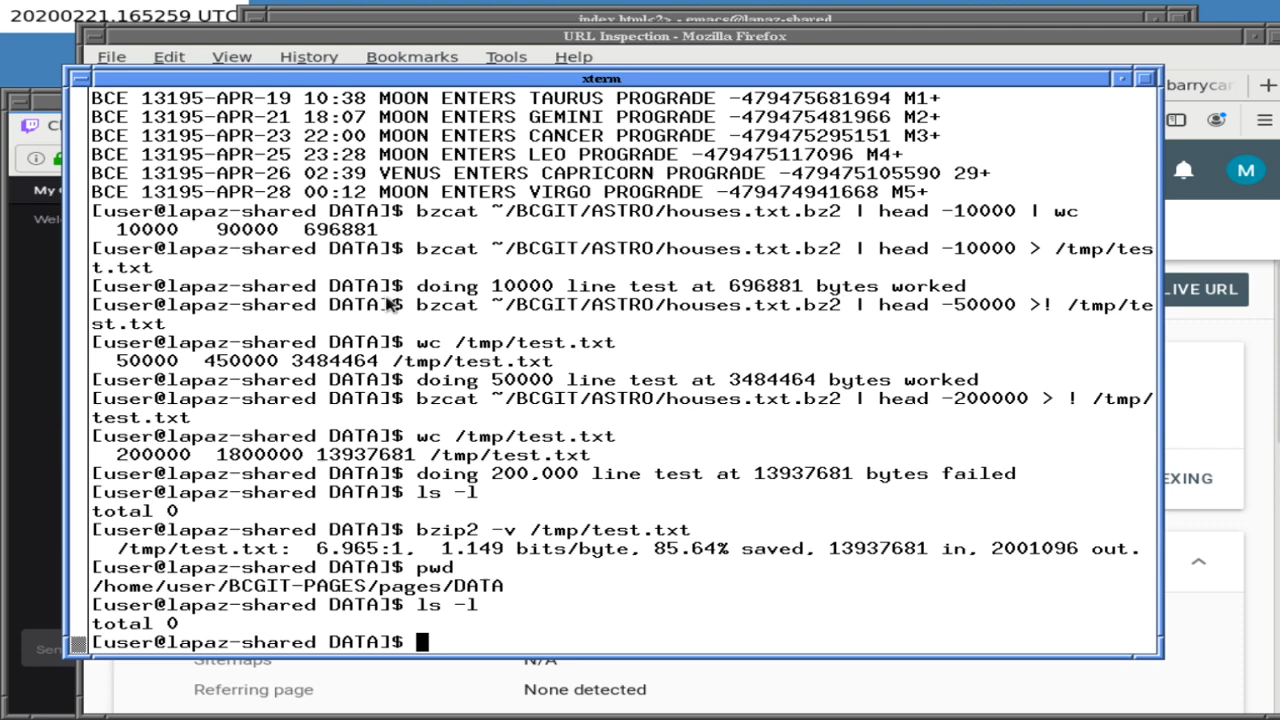 20200221.165259 UTC
index.html<2> - emacs@lapaz-shared
URL Inspection - Mozilla Firefox
File Edit View History Bookmarks Tools Help
xterm
BCE 13195-APR-19 10:38 MOON ENTERS TAURUS PROGRADE -479475681694 M1+
BCE 13195-APR-21 18:07 MOON ENTERS GEMINI PROGRADE -479475481966 M2+
BCE 13195-APR-23 22:00 MOON ENTERS CANCER PROGRADE -479475295151 M3+
BCE 13195-APR-25 23:28 MOON ENTERS LEO PROGRADE -479475117096 M4+
BCE 13195-APR-26 02:39 VENUS ENTERS CAPRICORN PROGRADE -479475105590 29+
BCE 13195-APR-28 00:12 MOON ENTERS VIRGO PROGRADE -479474941668 M5+
[user@lapaz-shared DATA]$ bzcat ~/BCGIT/ASTRO/houses.txt.bz2 | head -10000 | wc
10000 90000 696881
[user@lapaz-shared DATA]$ bzcat ~/BCGIT/ASTRO/houses.txt.bz2 | head -10000 > /tmp/tes
t.txt
[user@lapaz-shared DATA]$ doing 10000 line test at 696881 bytes worked
[user@lapaz-shared DATA]$ bzcat ~/BCGIT/ASTRO/houses.txt.bz2 | head -50000 >! /tmp/te
st.txt
[user@lapaz-shared DATA]$ wc /tmp/test.txt
50000 450000 3484464 /tmp/test.txt
[user@lapaz-shared DATA]$ doing 50000 line test at 3484464 bytes worked
[user@lapaz-shared DATA]$ bzcat ~/BCGIT/ASTRO/houses.txt.bz2 | head -200000 > ! /tmp/
test.txt
[user@lapaz-shared DATA]$ wc /tmp/test.txt
200000 1800000 13937681 /tmp/test.txt
[user@lapaz-shared DATA]$ doing 200,000 line test at 13937681 bytes failed
[user@lapaz-shared DATA]$ ls -l
total 0
[user@lapaz-shared DATA]$ bzip2 -v /tmp/test.txt
/tmp/test.txt: 6.965:1, 1.149 bits/byte, 85.64% saved, 13937681 in, 2001096 out.
[user@lapaz-shared DATA]$ pwd
/home/user/BCGIT-PAGES/pages/DATA
[user@lapaz-shared DATA]$ ls -l
total 0
[user@lapaz-shared DATA]$
barrycar
M
LIVE URL
EXING
My
Wel
Sen
Sitemaps N/A
Referring page None detected